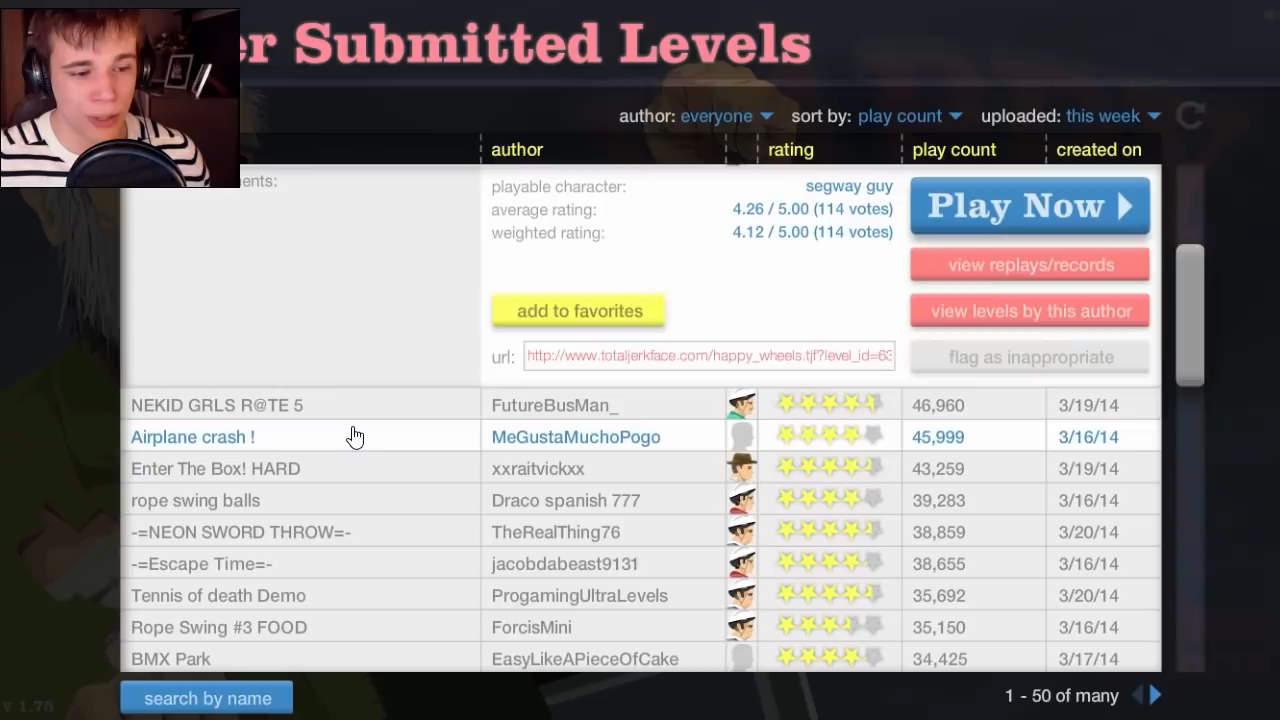 er Submitted Levels
author: everyone sort by: play count uploaded: this week
author rating play count created on
ents:
playable character: segway guy
average rating: 4.26 / 5.00 (114 votes)
weighted rating: 4.12 / 5.00 (114 votes)
Play Now
view replays/records
add to favorites
view levels by this author
url: http://www.totaljerkface.com/happy_wheels.tjf?level_id=63
flag as inappropriate
NEKID GRLS R@TE 5 FutureBusMan_ 46,960 3/19/14
Airplane crash ! MeGustaMuchoPogo 45,999 3/16/14
Enter The Box! HARD xxraitvickxx 43,259 3/19/14
rope swing balls Draco spanish 777 39,283 3/16/14
-=NEON SWORD THROW=- TheRealThing76 38,859 3/20/14
-=Escape Time=- jacobdabeast9131 38,655 3/16/14
Tennis of death Demo ProgamingUltraLevels 35,692 3/20/14
Rope Swing #3 FOOD ForcisMini 35,150 3/16/14
BMX Park EasyLikeAPieceOfCake 34,425 3/17/14
search by name 1 - 50 of many
v 1.75